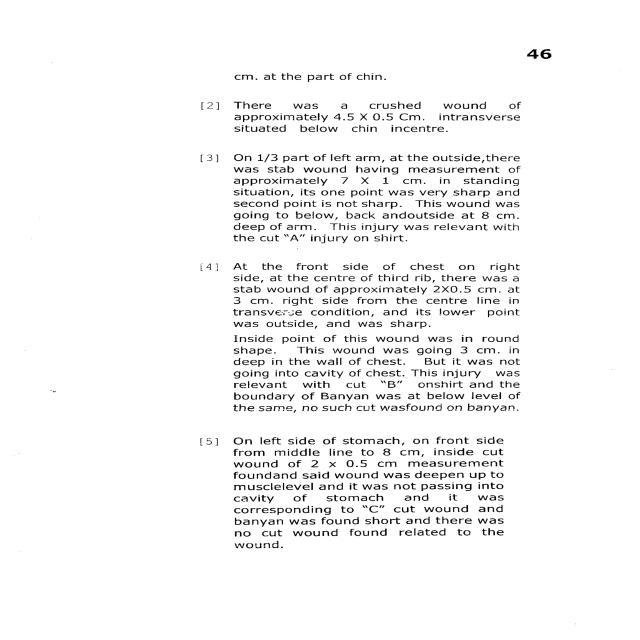 46
cm. at the part of chin.
[2] There was a crushed wound of
approximately 4.5 X 0.5 Cm. intransverse
situated below chin incentre.
[3] On 1/3 part of left arm, at the outside,there
was stab wound having measurement of
approximately 7 X 1 cm. in standing
situation, its one point was very sharp and
second point is not sharp. This wound was
going to below, back andoutside at 8 cm.
deep of arm. This injury was relevant with
the cut "A" injury on shirt.
[4] At the front side of chest on right
side, at the centre of third rib, there was a
stab wound of approximately 2X0.5 cm. at
3 cm. right side from the centre line in
transverse condition, and its lower point
was outside, and was sharp.
Inside point of this wound was in round
shape. This wound was going 3 cm. in
deep in the wall of chest. But it was not
going into cavity of chest. This injury was
relevant with cut "B" onshirt and the
boundary of Banyan was at below level of
the same, no such cut wasfound on banyan.
[5] On left side of stomach, on front side
from middle line to 8 cm, inside cut
wound of 2 x 0.5 cm measurement
foundand said wound was deepen up to
musclelevel and it was not passing into
cavity of stomach and it was
corresponding to "C" cut wound and
banyan was found short and there was
no cut wound found related to the
wound.